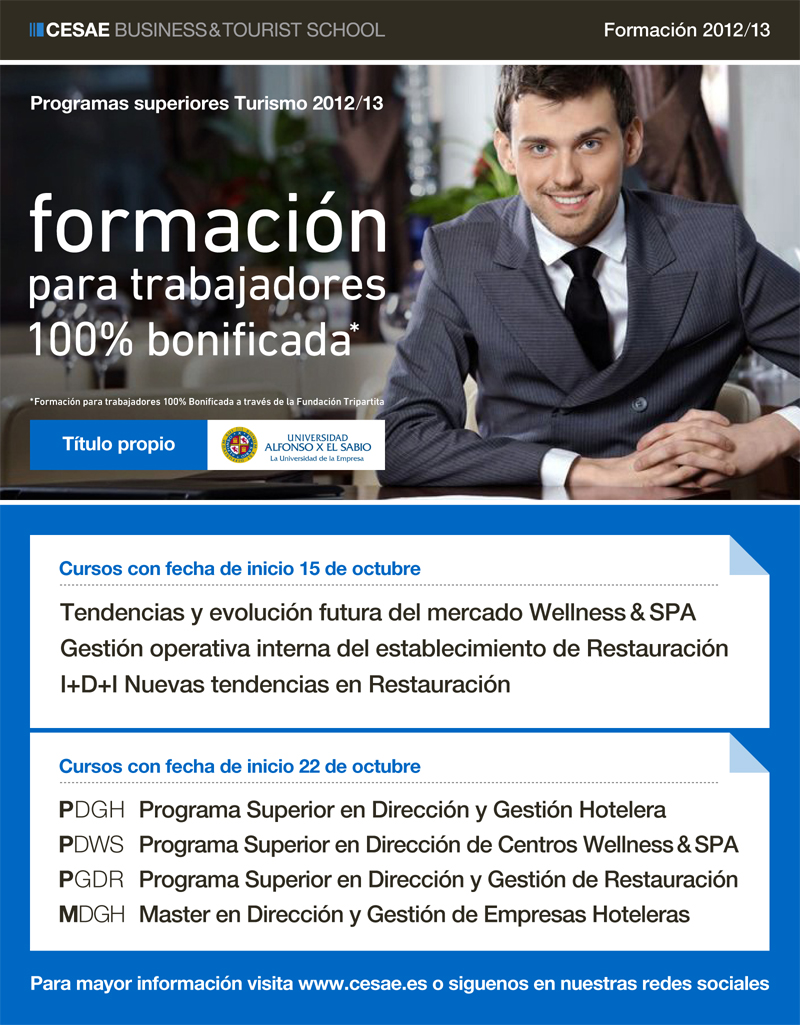 CESAE BUSINESS & TOURIST SCHOOL
Formación 2012/13
Programas superiores Turismo 2012/13
formación
para trabajadores
100% bonificada*
*Formación para trabajadores 100% Bonificada a través de la Fundación Tripartita
Título propio
UNIVERSIDAD
ALFONSO X EL SABIO
La Universidad de la Empresa
Cursos con fecha de inicio 15 de octubre
Tendencias y evolución futura del mercado Wellness & SPA
Gestión operativa interna del establecimiento de Restauración
I+D+I Nuevas tendencias en Restauración
Cursos con fecha de inicio 22 de octubre
PDGH Programa Superior en Dirección y Gestión Hotelera
PDWS Programa Superior en Dirección de Centros Wellness & SPA
PGDR Programa Superior en Dirección y Gestión de Restauración
MDGH Master en Dirección y Gestión de Empresas Hoteleras
Para mayor información visita www.cesae.es o siguenos en nuestras redes sociales